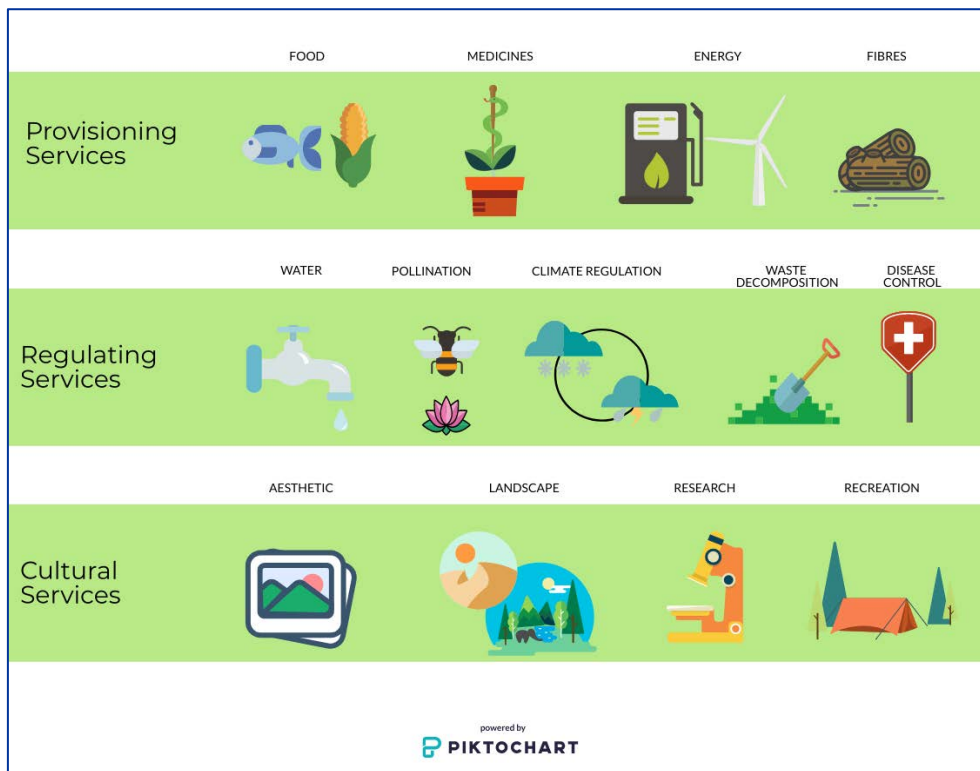 FOOD MEDICINES ENERGY FIBRES
Provisioning
Services
WATER POLLINATION CLIMATE REGULATION WASTE DECOMPOSITION DISEASE CONTROL
Regulating
Services
AESTHETIC LANDSCAPE RESEARCH RECREATION
Cultural
Services
powered by
PIKTOCHART